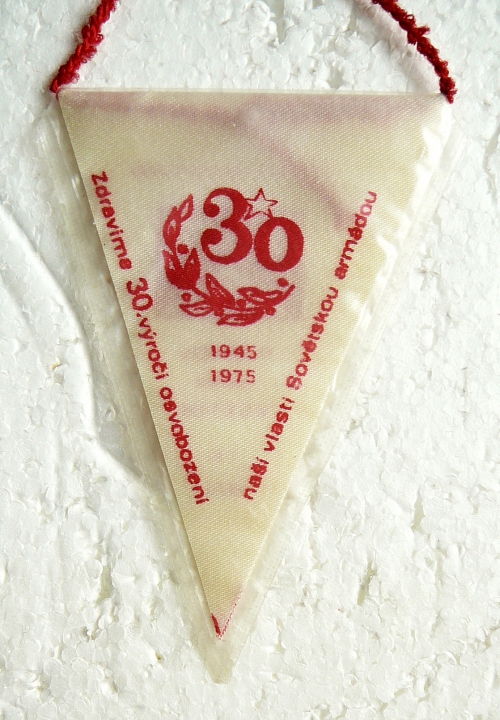 Zdravíme 30.výročí osvobození
naší vlasti Sovětskou armádou
30
1945
1975